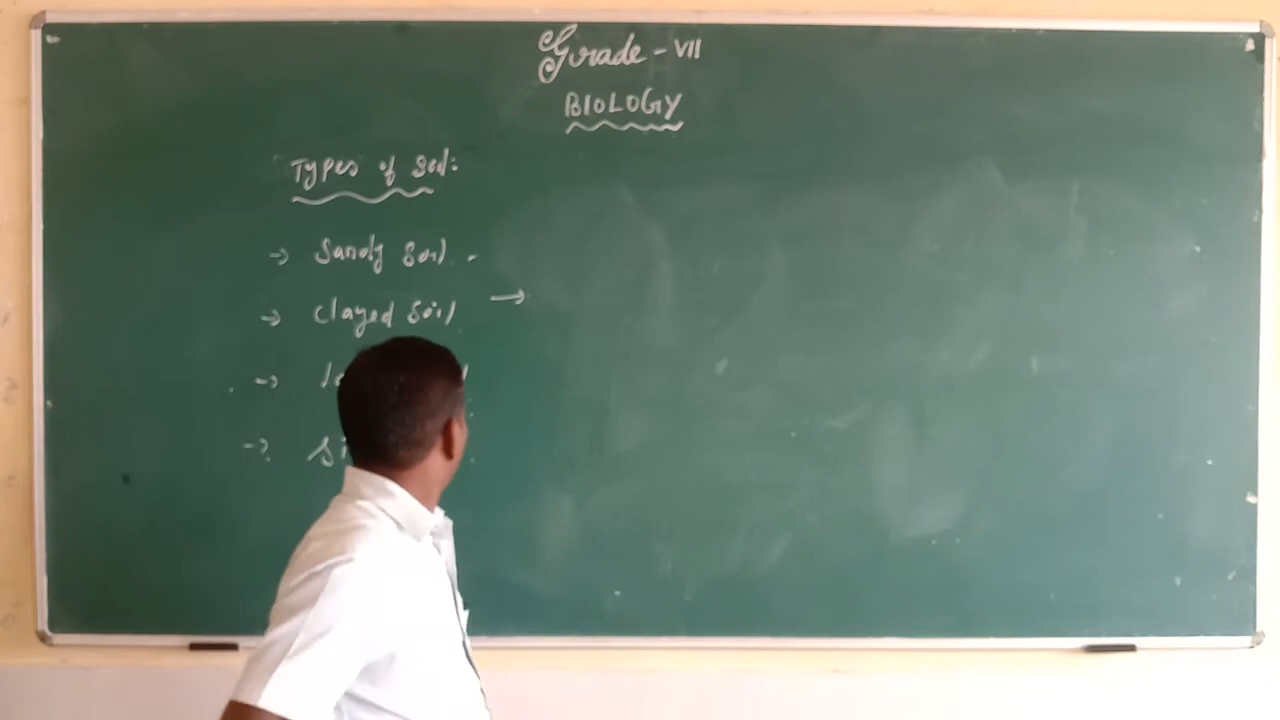 Grade - VII
BIOLOGY
Types of Soil:
→ Sandy Soil
→ Clayed Soil →
→
→